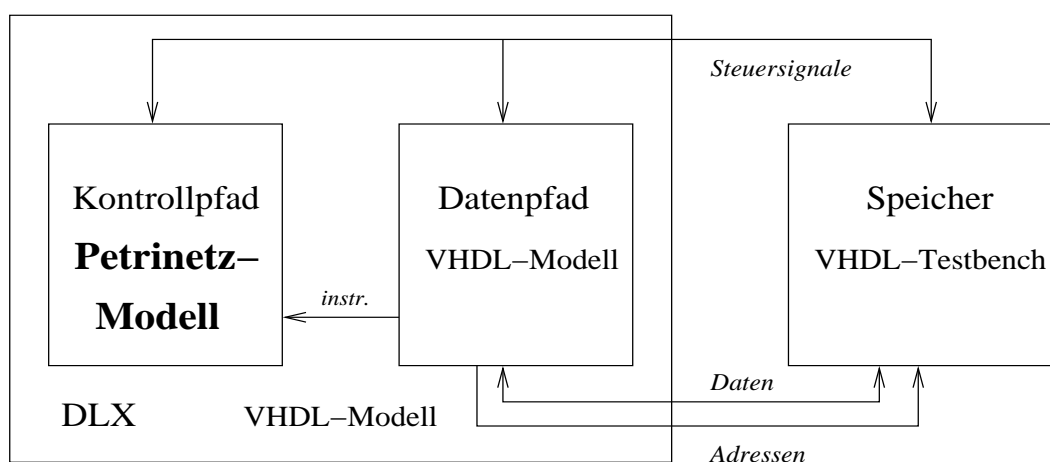 Steuersignale
Kontrollpfad
Petrinetz–
Modell
Datenpfad
VHDL–Modell
Speicher
VHDL–Testbench
instr.
Daten
DLX
VHDL–Modell
Adressen